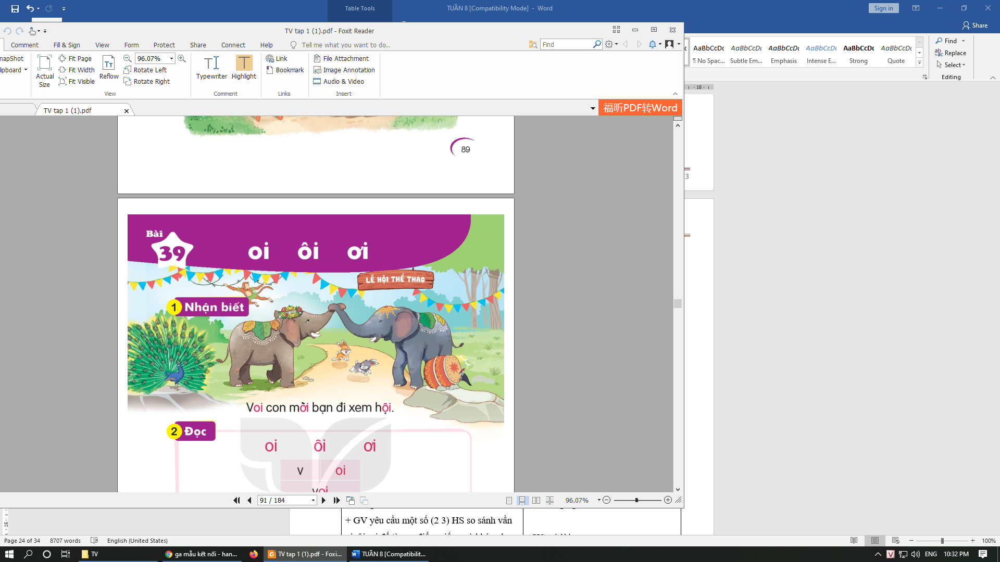 Table Tools
TUẦN 8 [Compatibility Mode] - Word
Sign in
Share
TV tap 1 (1).pdf - Foxit Reader
Comment Fill & Sign View Form Protect Share Connect Help Tell me what you want to do..
Find
napShot
lipboard
Actual Size
Fit Page
Fit Width
Fit Visible
Reflow
96.07%
Rotate Left
Rotate Right
View
Typewriter
Highlight
Comment
Link
Bookmark
Links
File Attachment
Image Annotation
Audio & Video
Insert
AaBbCcDc AaBbCcDc AaBbCcDc AaBbCcDc AaBbCcDc AaBbCcDc
¶ No Spac... Subtle Em... Emphasis Intense E... Strong Quote
Find
Replace
Select
Editing
TV tap 1 (1).pdf
福昕PDF转Word
18
89
3
Bài
39
oi ôi ơi
LỄ HỘI THỂ THAO
1 Nhận biết
Voi con mời bạn đi xem hội.
2 Đọc
oi ôi ơi
v oi
voi
91 / 184
96.07%
16
+ GV yêu cầu một số (2 3) HS so sánh vần
Page 24 of 34 8707 words English (United States)
100%
TV
ga mẫu kết nối - han...
TV tap 1 (1).pdf - Foxi...
TUẦN 8 [Compatibilit...
ENG 10:32 PM